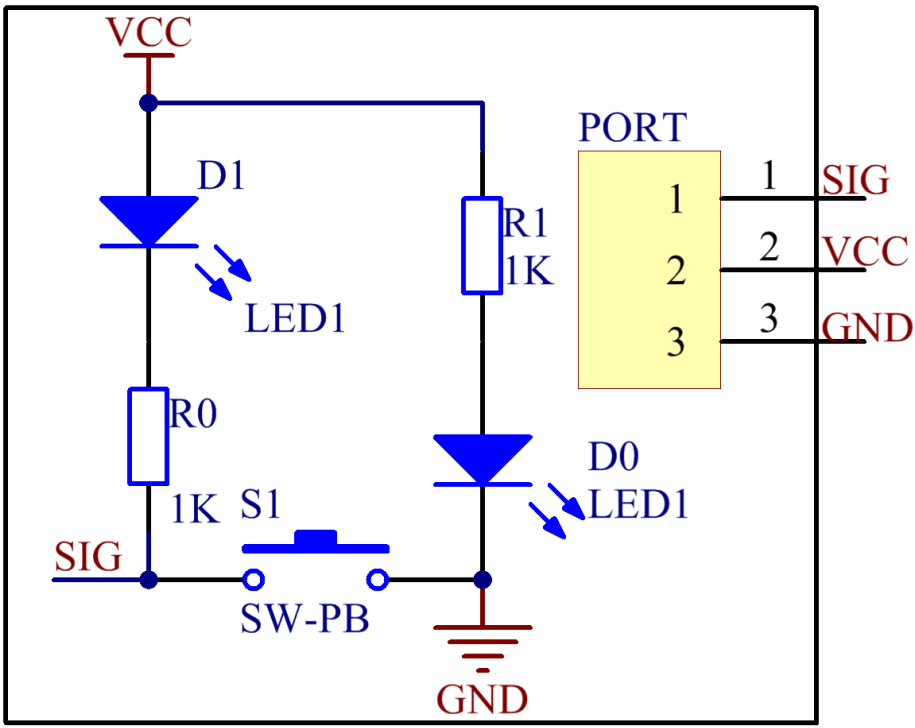 VCC
D1
LED1
R0
1K
SIG
S1
SW-PB
R1
1K
D0
LED1
GND
PORT
1 1 SIG
2 2 VCC
3 3 GND